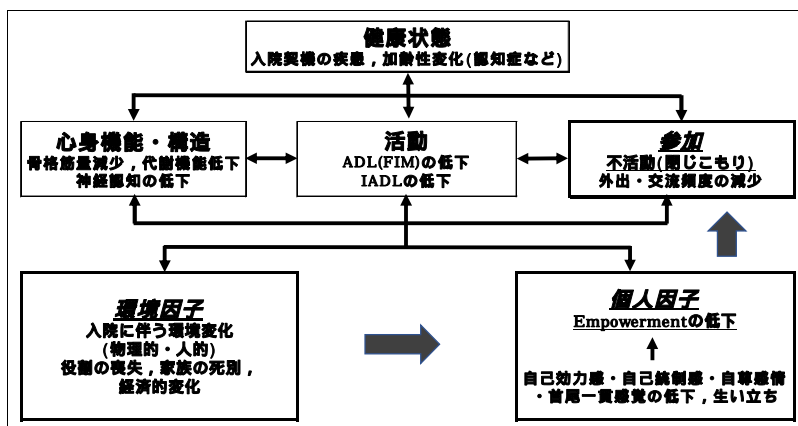 健康状態
入院契機の疾患，加齢性変化(認知症など)
心身機能・構造
骨格筋量減少，代謝機能低下
神経認知の低下
活動
ADL(FIM)の低下
IADLの低下
参加
不活動(閉じこもり)
外出・交流頻度の減少
環境因子
入院に伴う環境変化
(物理的・人的)
役割の喪失，家族の死別，
経済的変化
個人因子
Empowermentの低下
自己効力感・自己統制感・自尊感情
・首尾一貫感覚の低下，生い立ち